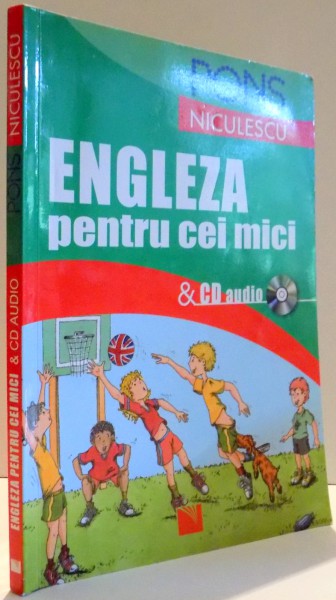 PONS
NICULESCU
ENGLEZA
pentru cei mici
& CD audio
ENGLEZA PENTRU CEI MICI & CD AUDIO PONS NICULESCU